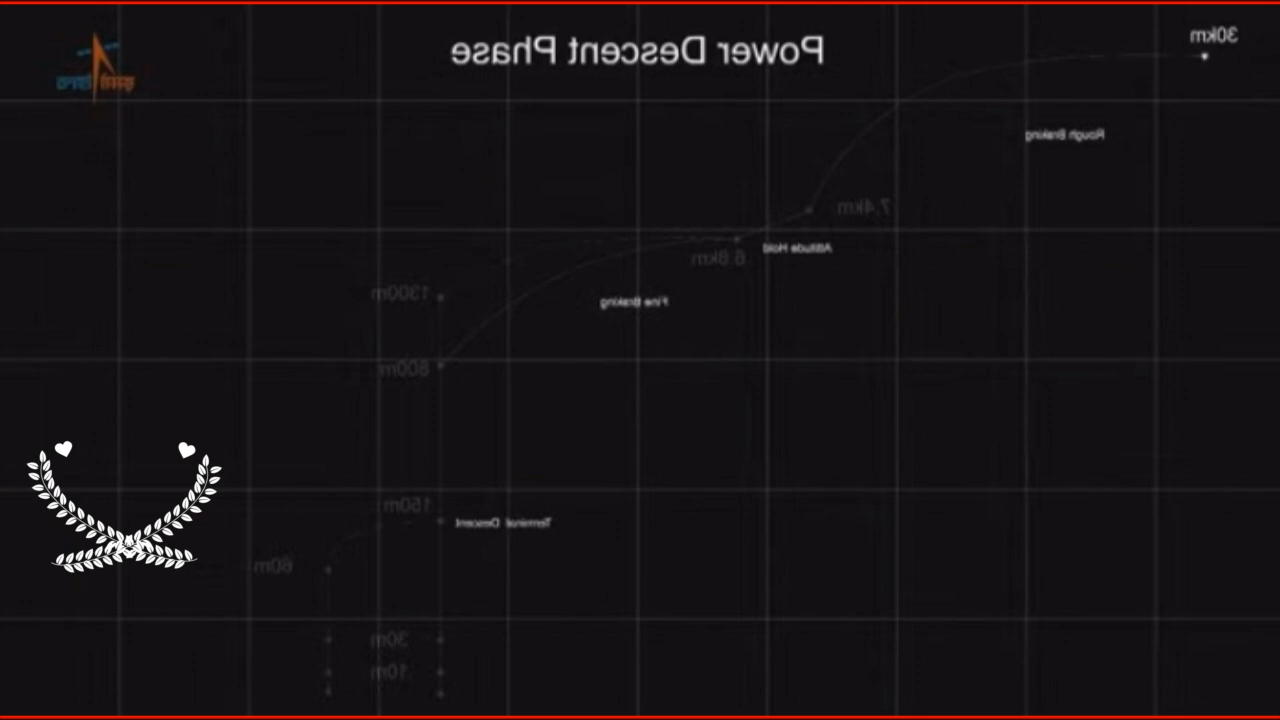 Power Descent Phase
30km
Rough Braking
7.4km
Altitude Hold
6.8km
Fine Braking
1300m
800m
150m
Terminal Descent
60m
30m
10m